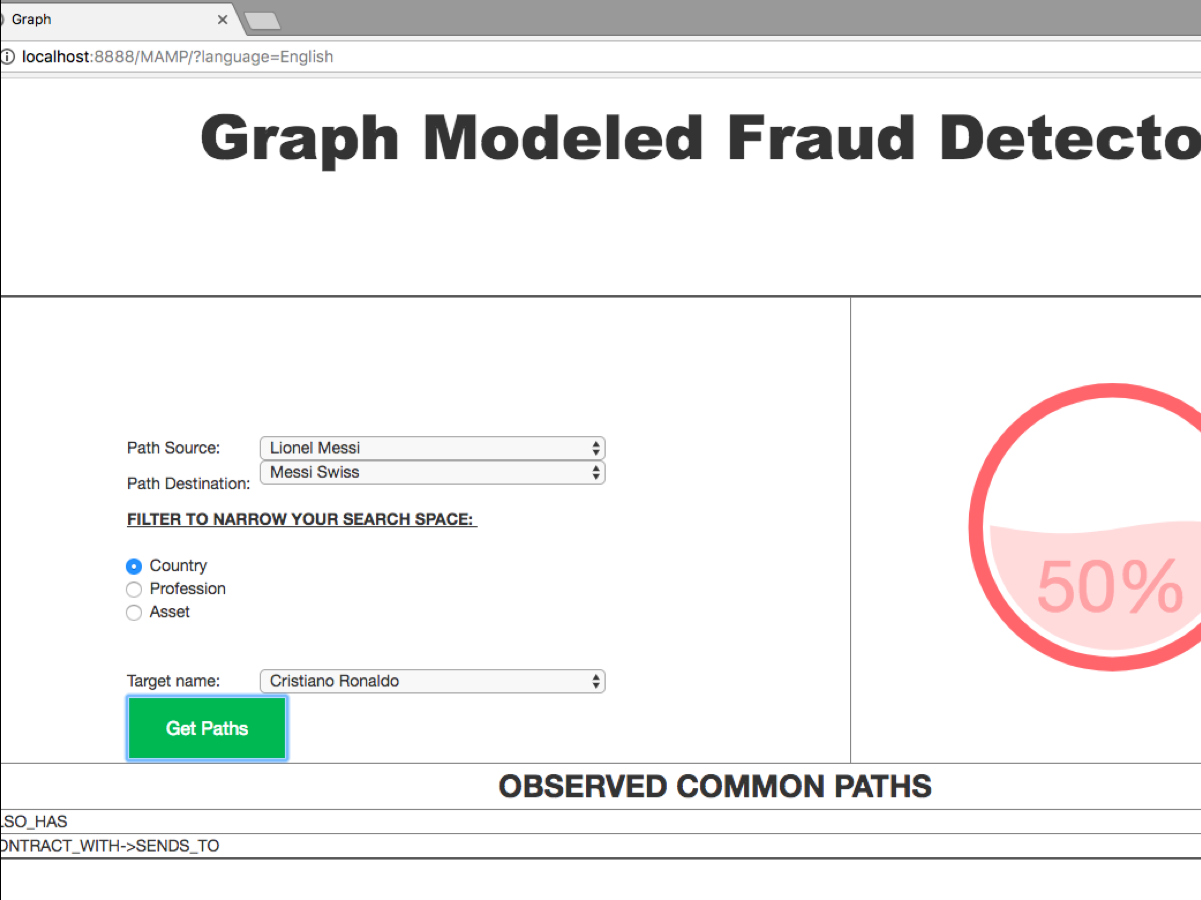 Graph
localhost:8888/MAMP/?language=English
Graph Modeled Fraud Detecto
Path Source: Lionel Messi
Path Destination: Messi Swiss
FILTER TO NARROW YOUR SEARCH SPACE:
Country
Profession
Asset
50%
Target name: Cristiano Ronaldo
Get Paths
OBSERVED COMMON PATHS
LSO_HAS
ONTRACT_WITH->SENDS_TO